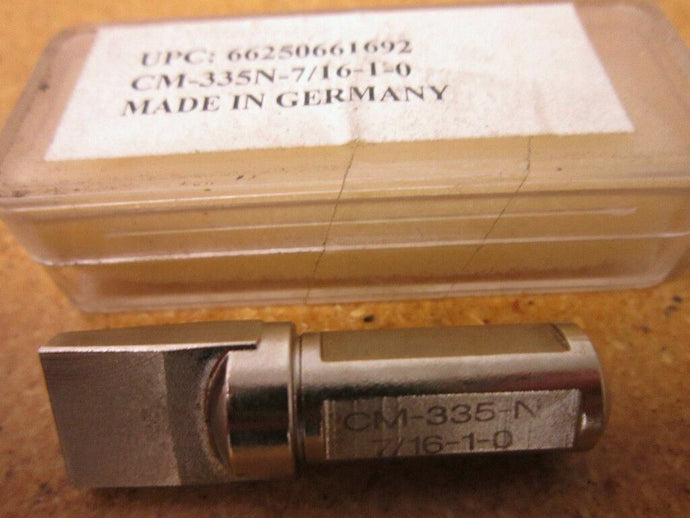 UPC: 66250661692
CM-335N-7/16-1-0
MADE IN GERMANY
CM-335-N
7/16-1-0